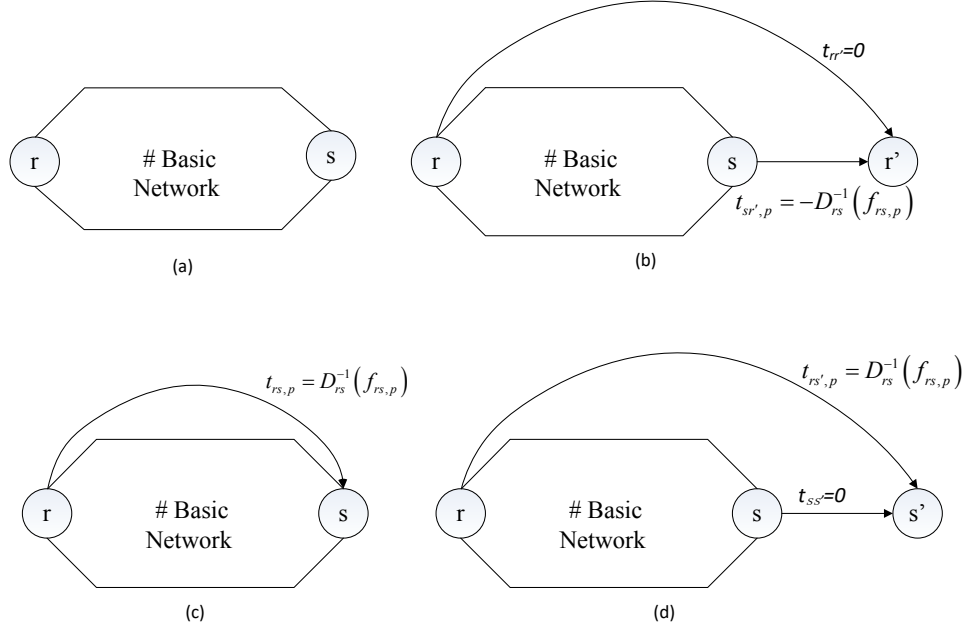 r
# Basic
Network
s
(a)
t_{rr'}=0
r
# Basic
Network
s
r'
t_{sr',p} = -D_{rs}^{-1}(f_{rs,p})
(b)
t_{rs,p} = D_{rs}^{-1}(f_{rs,p})
r
# Basic
Network
s
(c)
t_{rs',p} = D_{rs}^{-1}(f_{rs,p})
r
# Basic
Network
s
t_{ss'}=0
s'
(d)